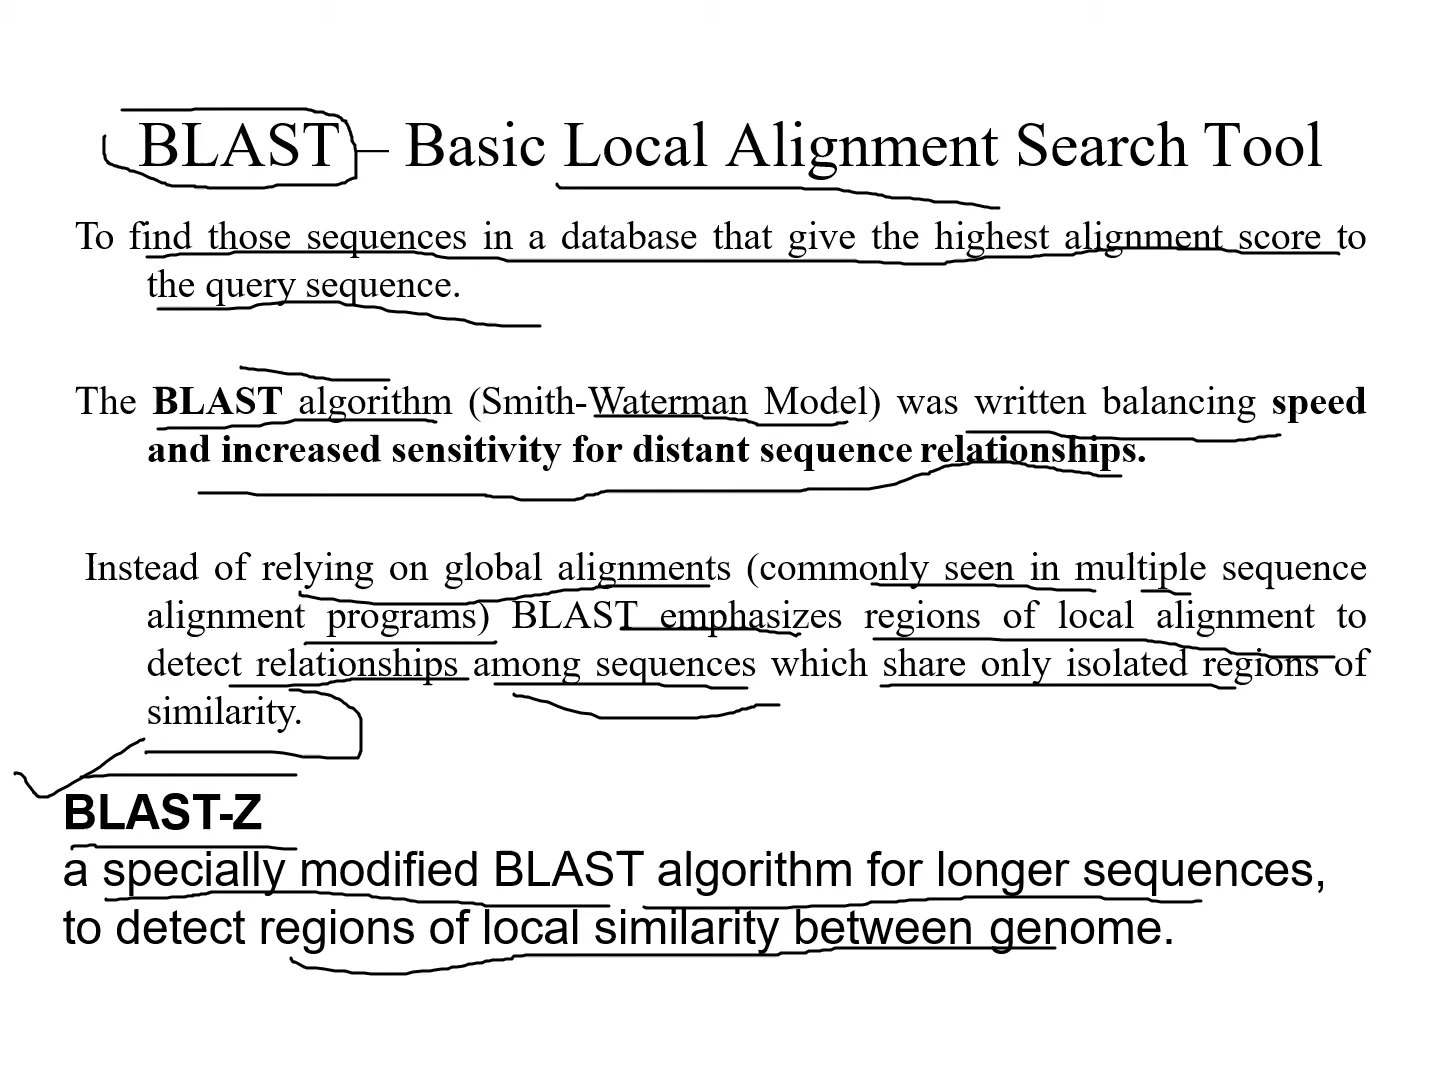 BLAST – Basic Local Alignment Search Tool
To find those sequences in a database that give the highest alignment score to
the query sequence.
The BLAST algorithm (Smith-Waterman Model) was written balancing speed
and increased sensitivity for distant sequence relationships.
Instead of relying on global alignments (commonly seen in multiple sequence
alignment programs) BLAST emphasizes regions of local alignment to
detect relationships among sequences which share only isolated regions of
similarity.
BLAST-Z
a specially modified BLAST algorithm for longer sequences,
to detect regions of local similarity between genome.